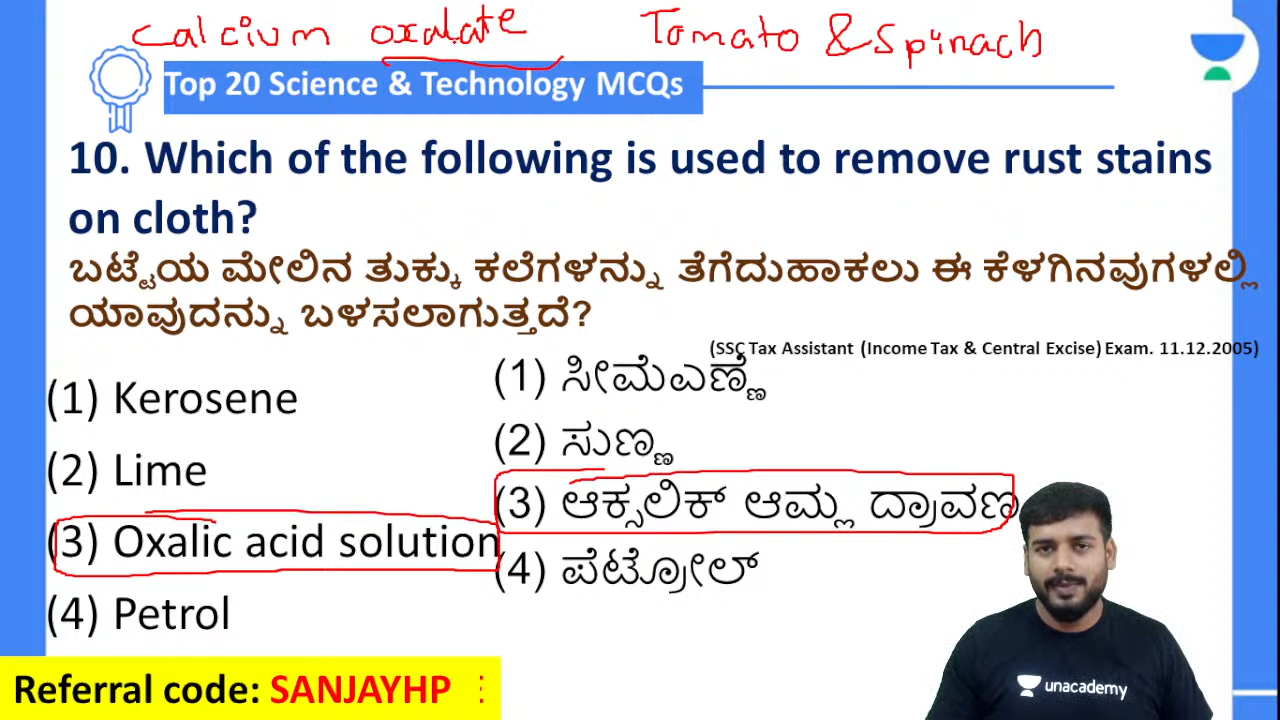 calcium oxalate Tomato & Spinach
Top 20 Science & Technology MCQs
10. Which of the following is used to remove rust stains
on cloth?
ಬಟ್ಟೆಯ ಮೇಲಿನ ತುಕ್ಕು ಕಲೆಗಳನ್ನು ತೆಗೆದುಹಾಕಲು ಈ ಕೆಳಗಿನವುಗಳಲ್ಲಿ
ಯಾವುದನ್ನು ಬಳಸಲಾಗುತ್ತದೆ?
(SSC Tax Assistant (Income Tax & Central Excise) Exam. 11.12.2005)
(1) Kerosene
(2) Lime
(3) Oxalic acid solution
(4) Petrol
(1) ಸೀಮೆಎಣ್ಣೆ
(2) ಸುಣ್ಣ
(3) ಆಕ್ಸಲಿಕ್ ಆಮ್ಲ ದ್ರಾವಣ
(4) ಪೆಟ್ರೋಲ್
unacademy
Referral code: SANJAYHP